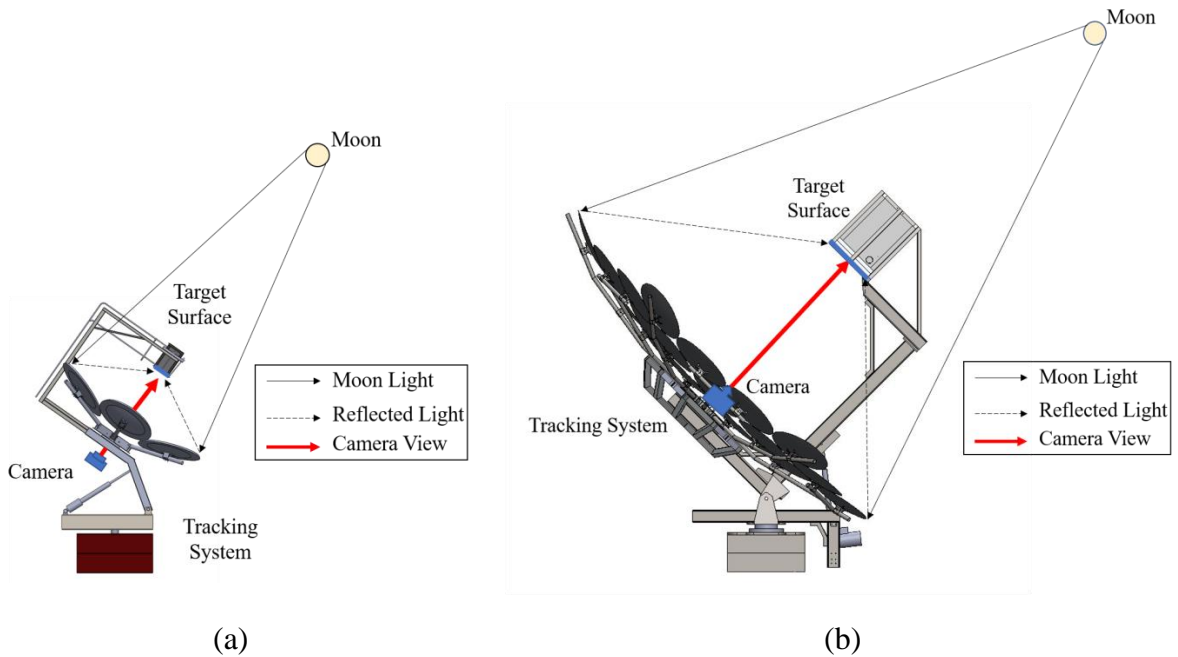 Moon
Target
Surface
Camera
Tracking
System
Moon Light
Reflected Light
Camera View
(a)
Moon
Target
Surface
Camera
Tracking System
Moon Light
Reflected Light
Camera View
(b)